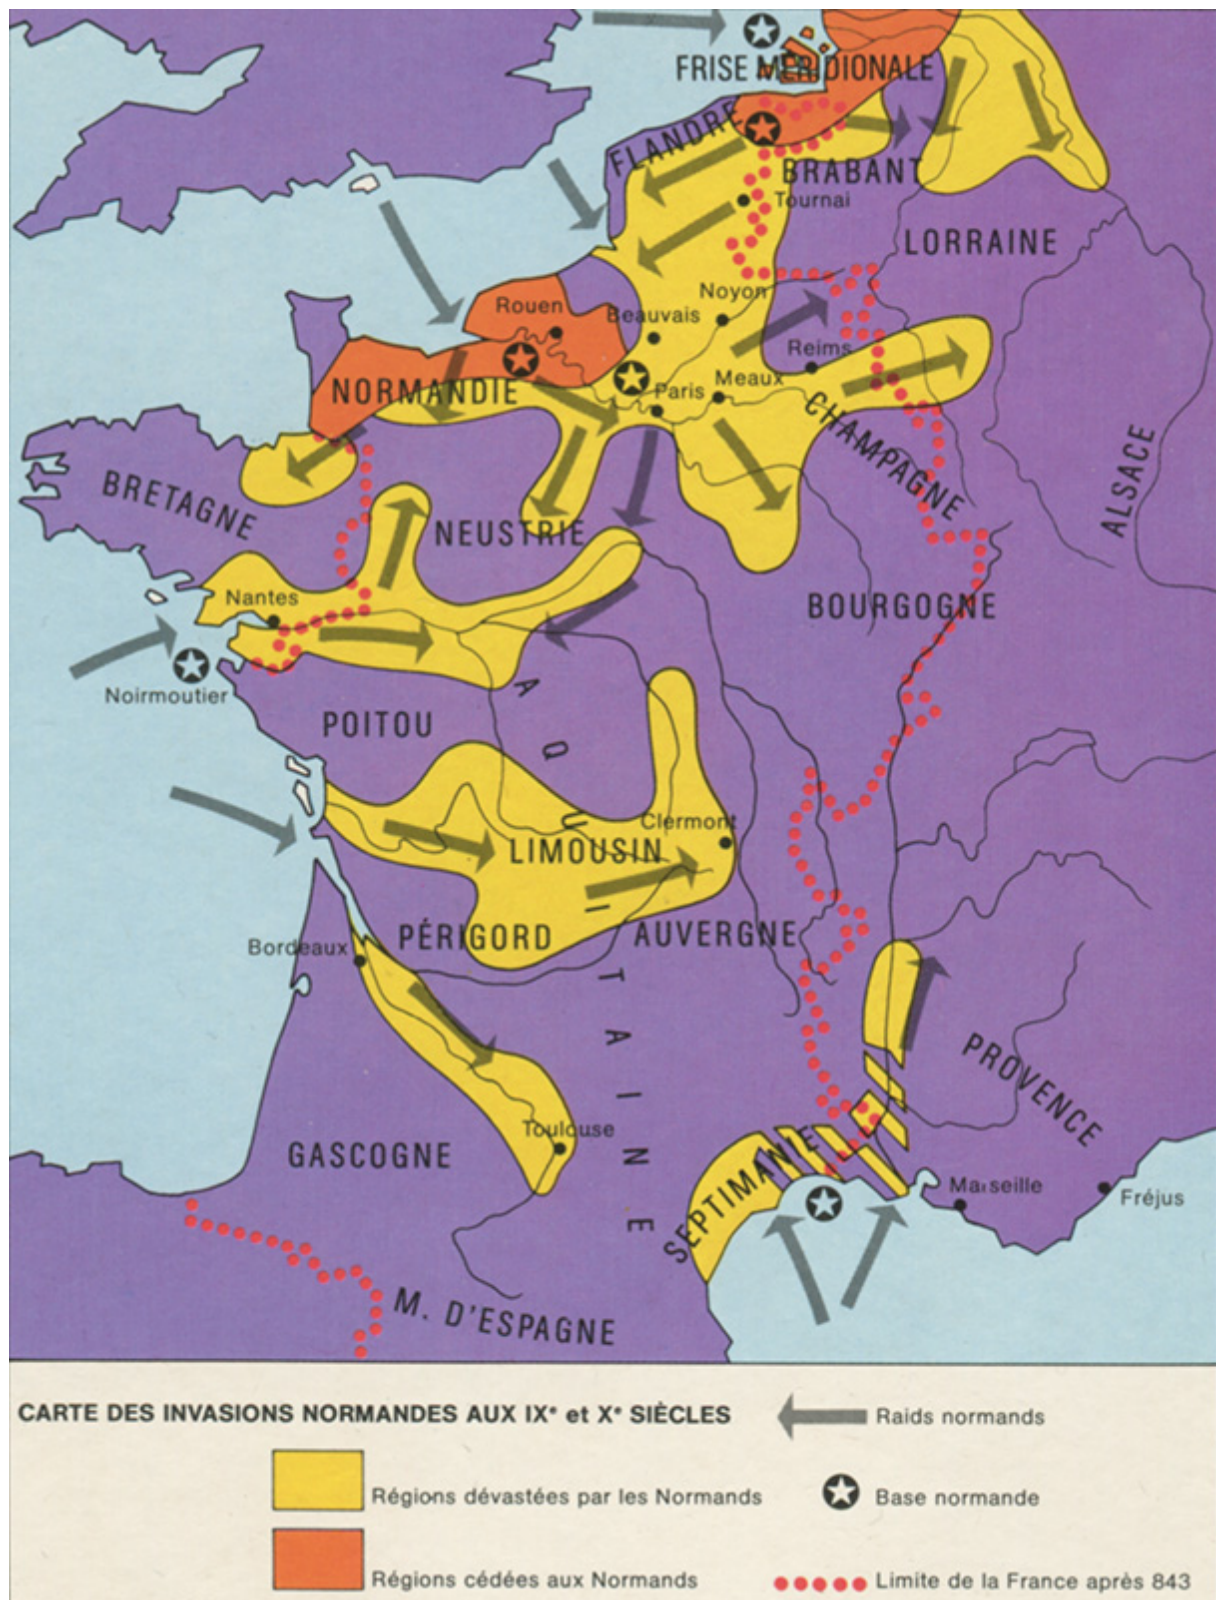 FRISE MÉRIDIONALE
FLANDRE
BRABANT
Tournai
LORRAINE
Noyon
Rouen
Beauvais
Reims
NORMANDIE
Paris
Meaux
CHAMPAGNE
ALSACE
BRETAGNE
NEUSTRIE
Nantes
BOURGOGNE
Noirmoutier
POITOU
AQUITAINE
Clermont
LIMOUSIN
PÉRIGORD
AUVERGNE
Bordeaux
PROVENCE
Toulouse
GASCOGNE
SEPTIMANIE
Marseille
Fréjus
M. D'ESPAGNE
CARTE DES INVASIONS NORMANDES AUX IXe et Xe SIÈCLES
Raids normands
Régions dévastées par les Normands
Base normande
Régions cédées aux Normands
Limite de la France après 843